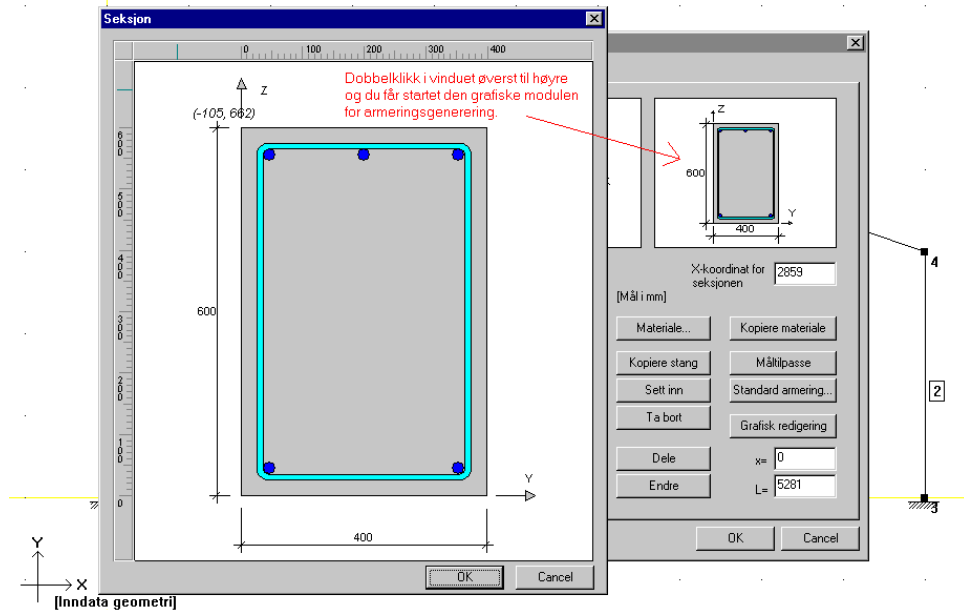 Seksjon
0 100 200 300 400
Dobbelklikk i vinduet øverst til høyre
og du får startet den grafiske modulen
for armeringsgenerering.
Z
(-105, 662)
600
500
400
300
200
100
0
600
Y
400
OK
Cancel
Z
600
Y
400
X-koordinat for
seksjonen
2859
[Mål i mm]
Materiale...
Kopiere materiale
Kopiere stang
Måltilpasse
Sett inn
Standard armering...
Ta bort
Grafisk redigering
Dele
x=
0
Endre
L=
5281
OK
Cancel
4
2
3
Y
X
[Inndata geometri]